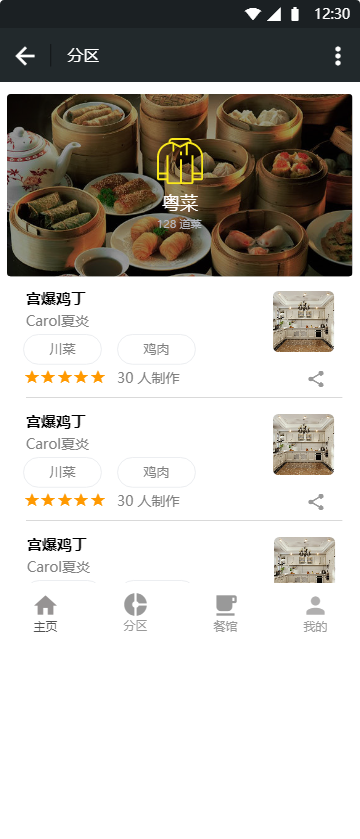 12:30
分区
粤菜
128 道菜
宫爆鸡丁
Carol夏炎
川菜 鸡肉
30 人制作
宫爆鸡丁
Carol夏炎
川菜 鸡肉
30 人制作
宫爆鸡丁
Carol夏炎
主页 分区 餐馆 我的